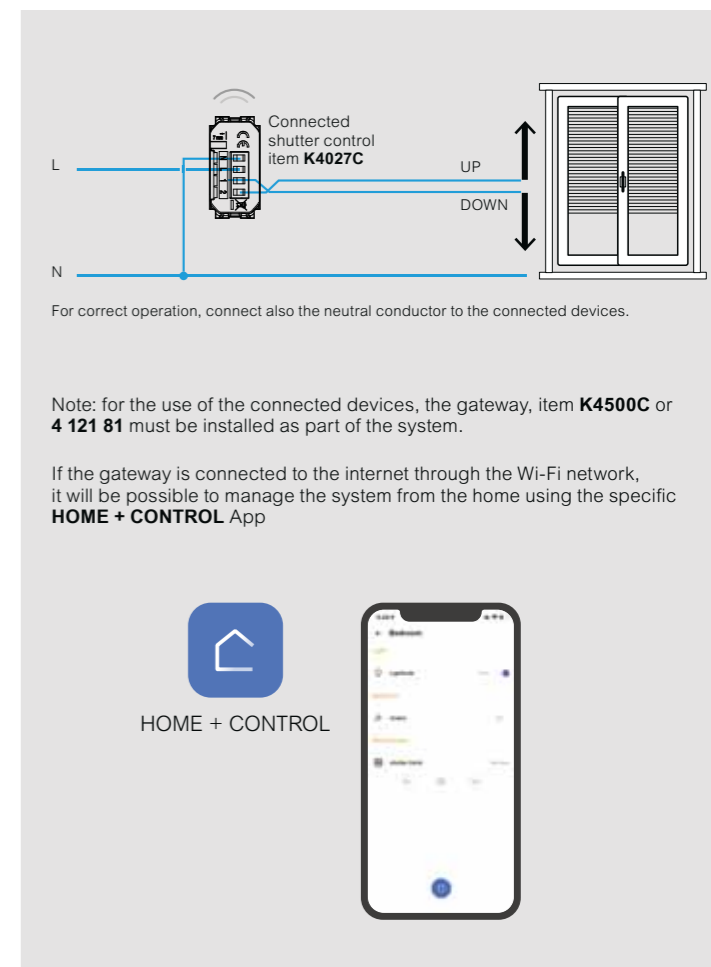 Connected
shutter control
item K4027C
L
UP
DOWN
N
For correct operation, connect also the neutral conductor to the connected devices.
Note: for the use of the connected devices, the gateway, item K4500C or
4 121 81 must be installed as part of the system.
If the gateway is connected to the internet through the Wi-Fi network,
it will be possible to manage the system from the home using the specific
HOME + CONTROL App
Bedroom
HOME + CONTROL